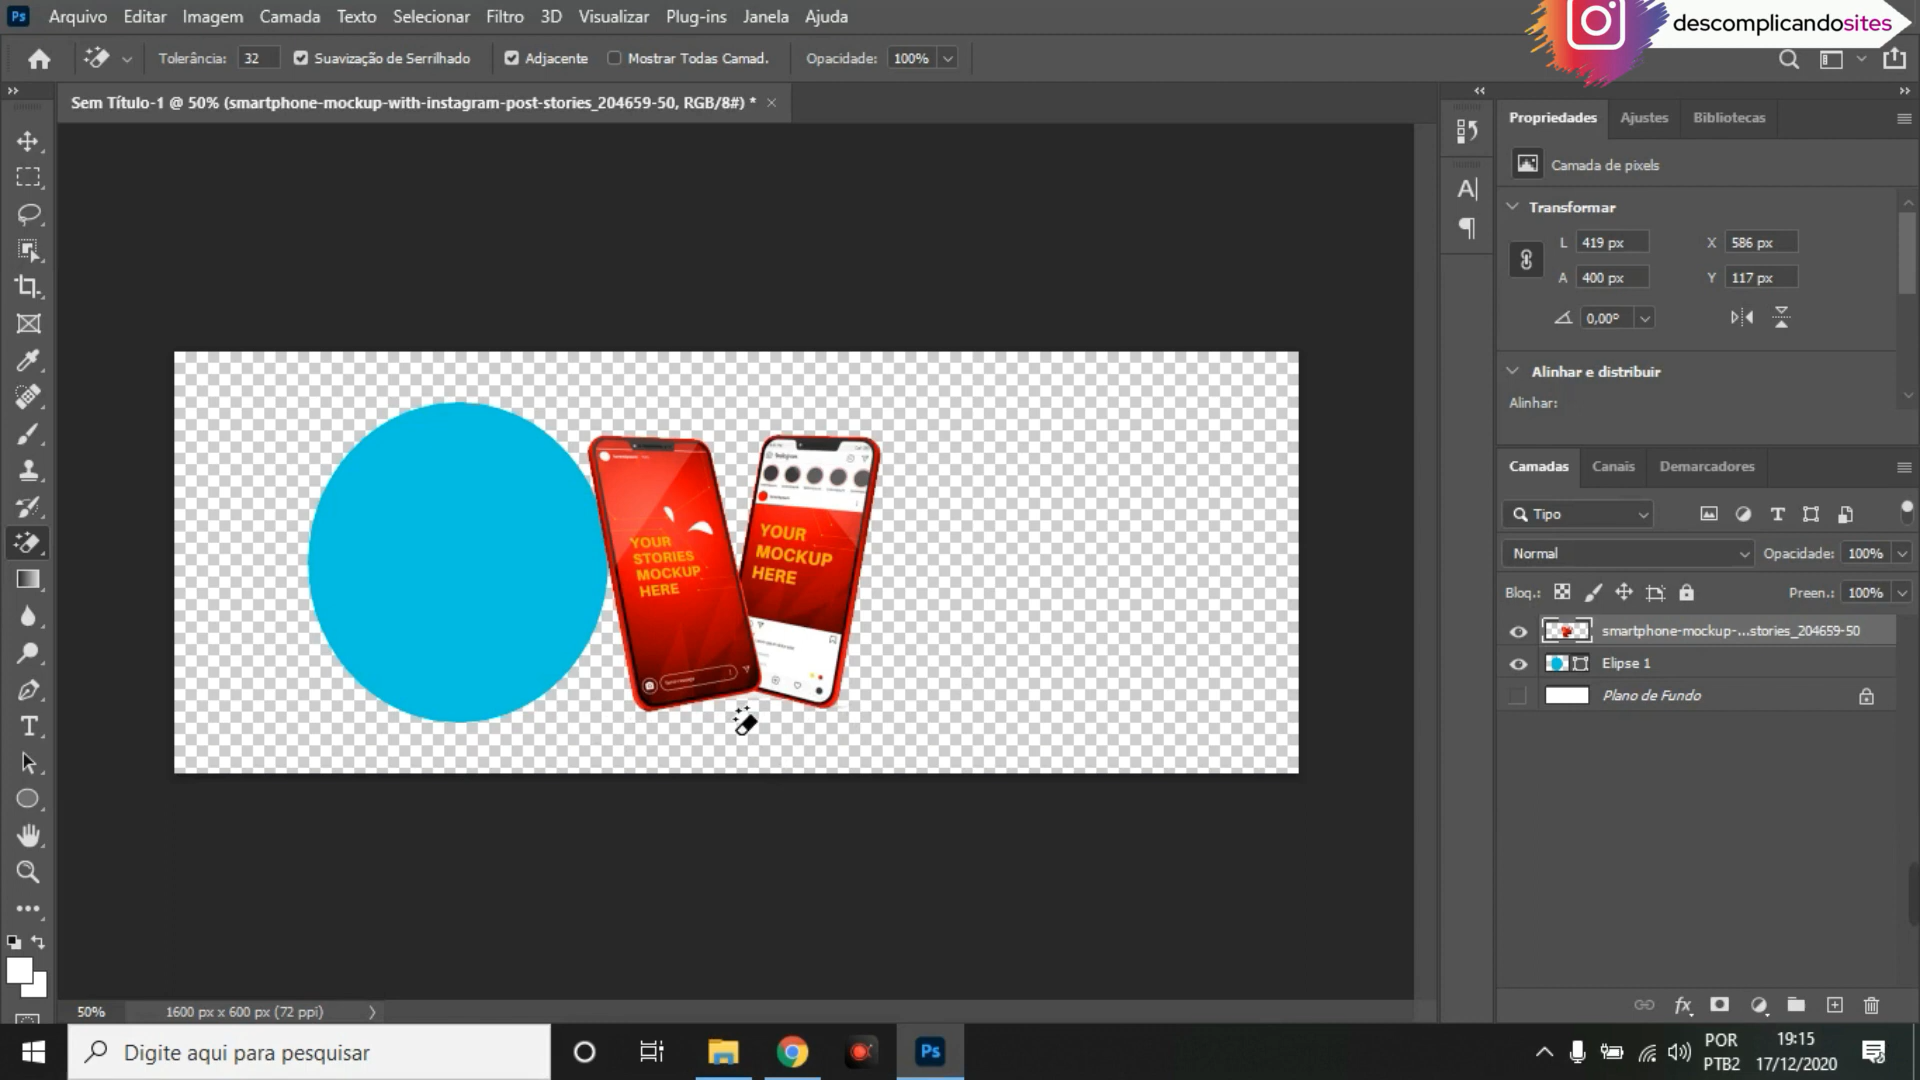 Ps Arquivo Editar Imagem Camada Texto Selecionar Filtro 3D Visualizar Plug-ins Janela Ajuda
descomplicandosites
Tolerância: 32 Suavização de Serrilhado Adjacente Mostrar Todas Camad. Opacidade: 100%
Sem Título-1 @ 50% (smartphone-mockup-with-instagram-post-stories_204659-50, RGB/8#) * ×
Propriedades Ajustes Bibliotecas
Camada de pixels
Transformar
L 419 px X 586 px
A 400 px Y 117 px
0,00º
Alinhar e distribuir
Alinhar:
Camadas Canais Demarcadores
Tipo
Normal Opacidade: 100%
Bloq.: Preen.: 100%
smartphone-mockup-...stories_204659-50
Elipse 1
Plano de Fundo
YOUR
STORIES
MOCKUP
HERE
YOUR
MOCKUP
HERE
50% 1600 px x 600 px (72 ppi)
Digite aqui para pesquisar
Ps
POR
PTB2
19:15
17/12/2020